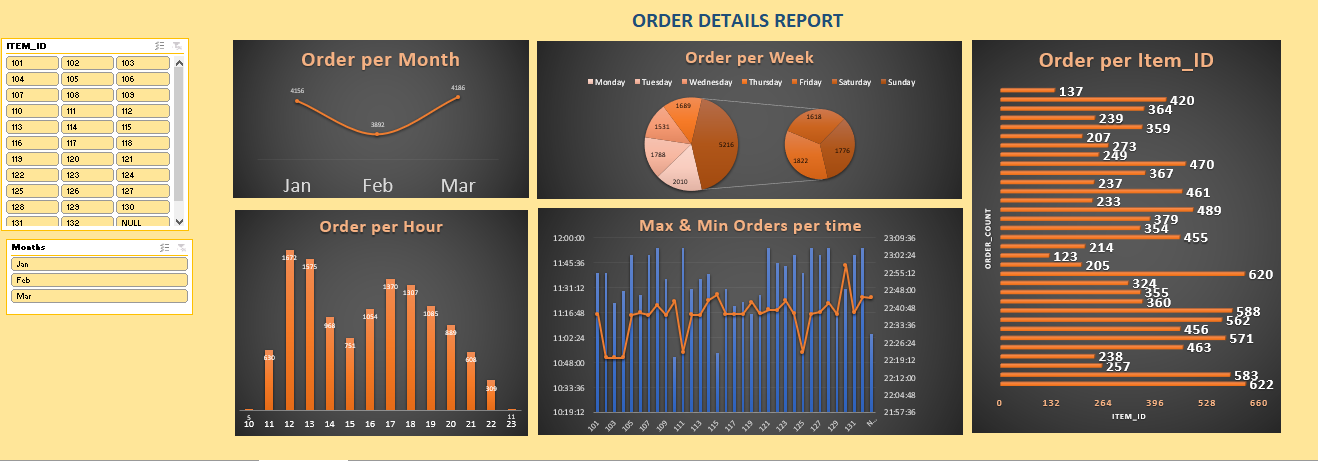 ORDER DETAILS REPORT
ITEM_ID
101 102 103
104 105 106
107 108 109
110 111 112
113 114 115
116 117 118
119 120 121
122 123 124
125 126 127
128 129 130
131 132 NULL
Months
Jan
Feb
Mar
Order per Month
4156
3892
4186
Jan Feb Mar
Order per Week
Monday Tuesday Wednesday Thursday Friday Saturday Sunday
1689
1531
1788
2010
5216
1618
1776
1822
Order per Hour
5 630 1672 1575 968 751 1054 1370 1307 1085 889 608 309 11
10 11 12 13 14 15 16 17 18 19 20 21 22 23
Max & Min Orders per time
12:00:00
11:45:36
11:31:12
11:16:48
11:02:24
10:48:00
10:33:36
10:19:12
23:09:36
23:02:24
22:55:12
22:48:00
22:40:48
22:33:36
22:26:24
22:19:12
22:12:00
22:04:48
21:57:36
101 103 105 107 109 111 113 115 117 119 121 123 125 127 129 131 N...
Order per Item_ID
ORDER_COUNT
137
420
364
239
359
207
273
249
470
367
237
461
233
489
379
354
455
214
123
205
620
324
355
360
588
562
571
456
463
238
257
583
622
0 132 264 396 528 660
ITEM_ID